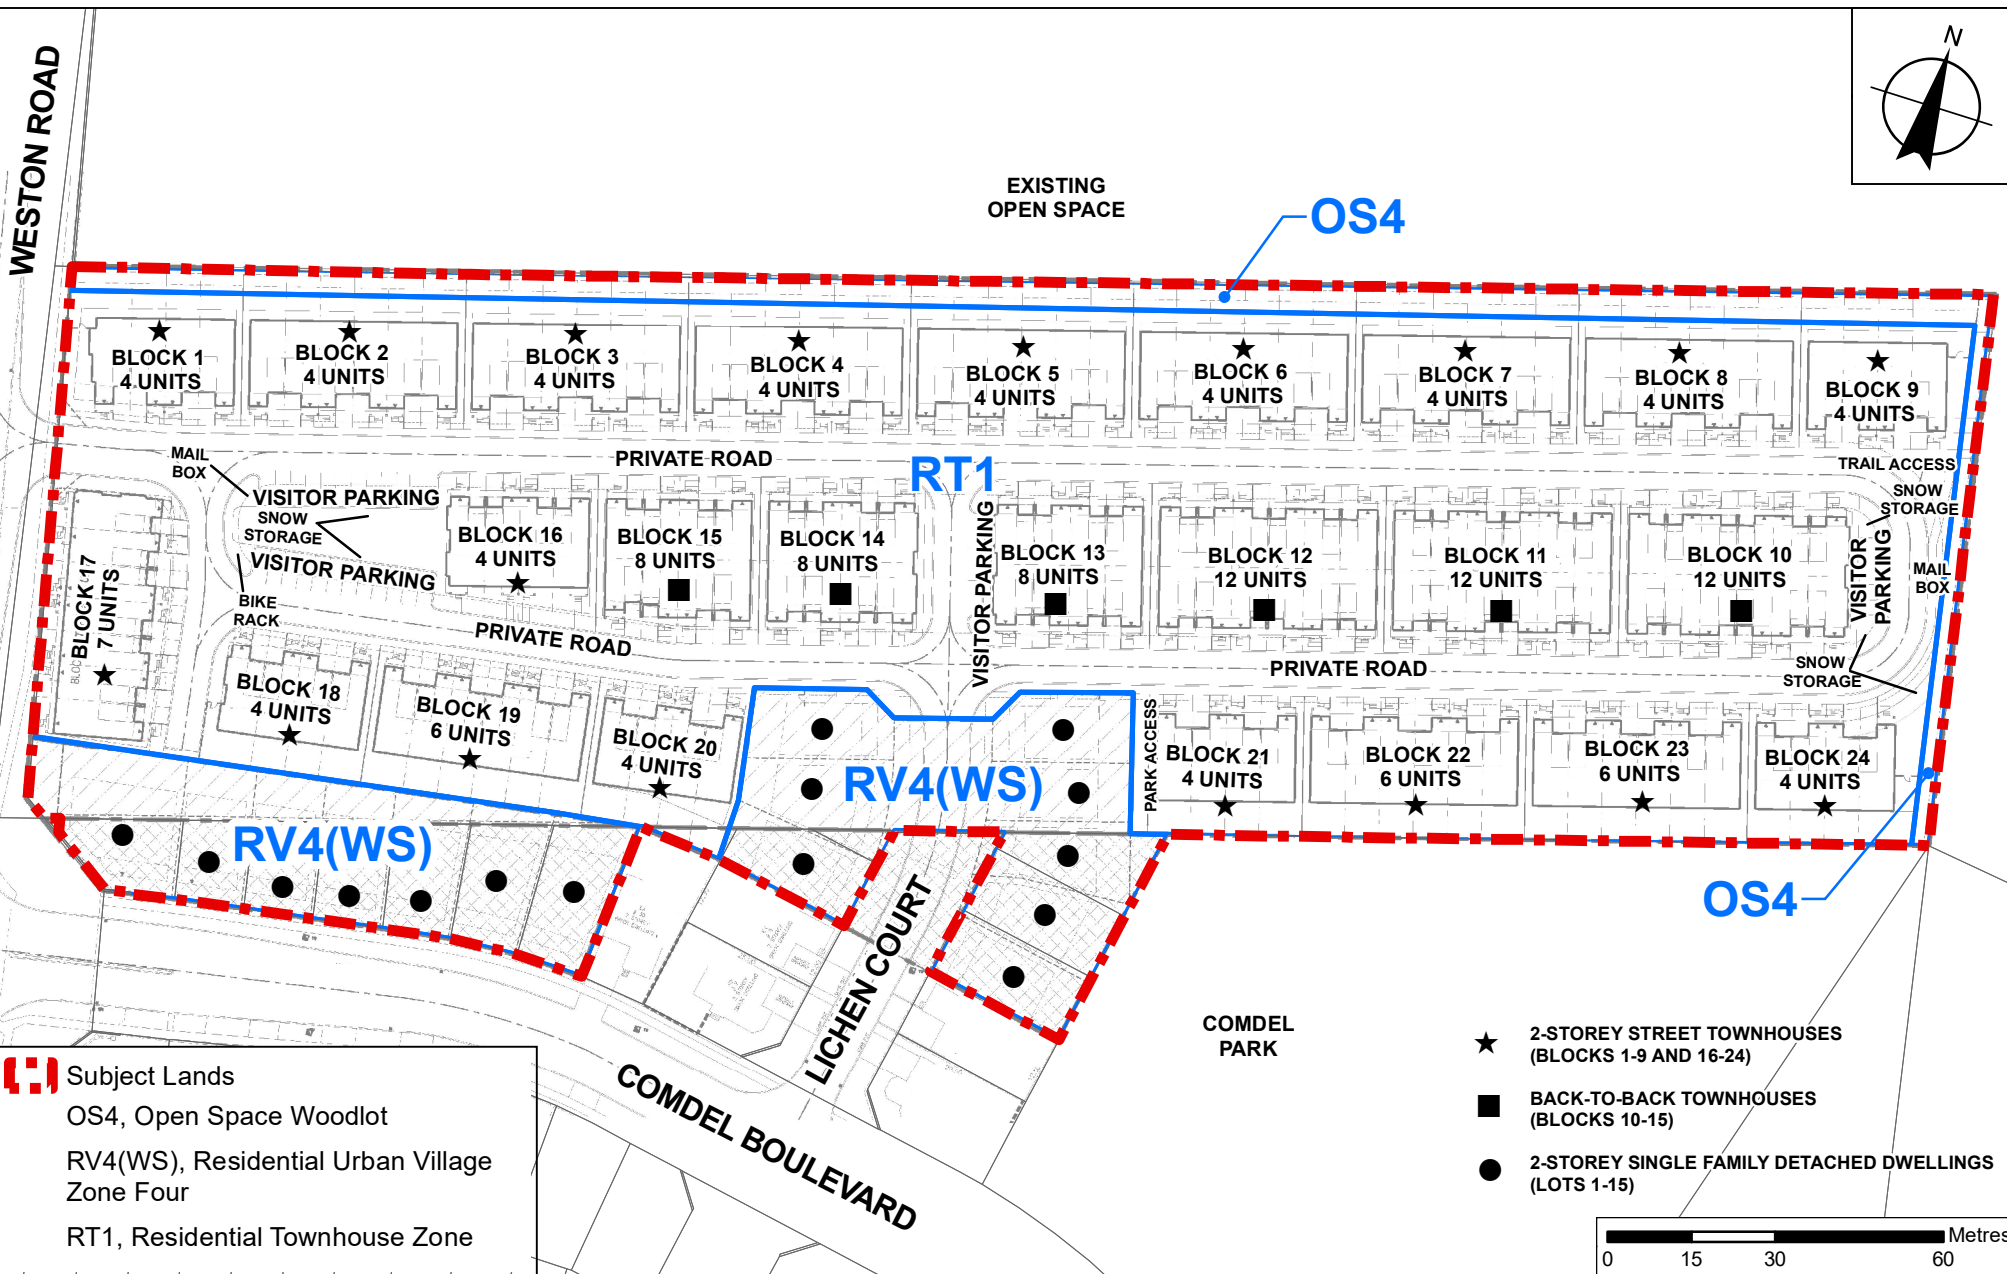 N
WESTON ROAD
EXISTING
OPEN SPACE
OS4
BLOCK 1
4 UNITS
BLOCK 2
4 UNITS
BLOCK 3
4 UNITS
BLOCK 4
4 UNITS
BLOCK 5
4 UNITS
BLOCK 6
4 UNITS
BLOCK 7
4 UNITS
BLOCK 8
4 UNITS
BLOCK 9
4 UNITS
MAIL
BOX
PRIVATE ROAD
RT1
TRAIL ACCESS
SNOW
STORAGE
VISITOR PARKING
SNOW
STORAGE
VISITOR PARKING
BIKE
RACK
BLOCK 17
7 UNITS
BLOCK 16
4 UNITS
BLOCK 15
8 UNITS
BLOCK 14
8 UNITS
VISITOR PARKING
BLOCK 13
8 UNITS
BLOCK 12
12 UNITS
BLOCK 11
12 UNITS
BLOCK 10
12 UNITS
VISITOR
PARKING
MAIL
BOX
PRIVATE ROAD
PRIVATE ROAD
SNOW
STORAGE
BLOCK 18
4 UNITS
BLOCK 19
6 UNITS
BLOCK 20
4 UNITS
RV4(WS)
PARK ACCESS
BLOCK 21
4 UNITS
BLOCK 22
6 UNITS
BLOCK 23
6 UNITS
BLOCK 24
4 UNITS
RV4(WS)
OS4
LICHEN COURT
COMDEL
PARK
COMDEL BOULEVARD
2-STOREY STREET TOWNHOUSES
(BLOCKS 1-9 AND 16-24)
BACK-TO-BACK TOWNHOUSES
(BLOCKS 10-15)
2-STOREY SINGLE FAMILY DETACHED DWELLINGS
(LOTS 1-15)
Subject Lands
OS4, Open Space Woodlot
RV4(WS), Residential Urban Village
Zone Four
RT1, Residential Townhouse Zone
Metres
0 15 30 60